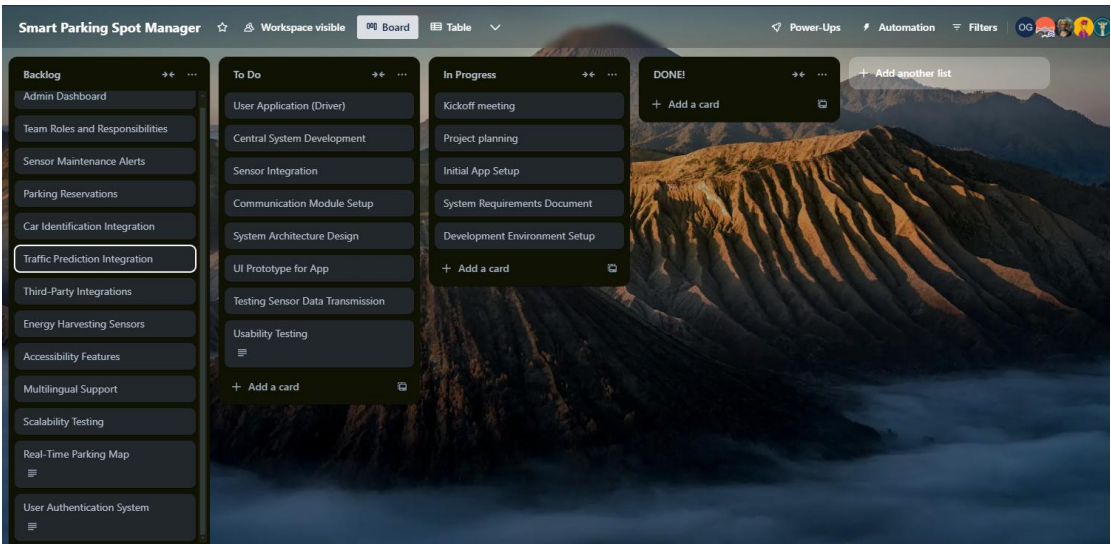 Smart Parking Spot Manager
Workspace visible
Board
Table
Power-Ups
Automation
Filters
OG
Backlog
Admin Dashboard
Team Roles and Responsibilities
Sensor Maintenance Alerts
Parking Reservations
Car Identification Integration
Traffic Prediction Integration
Third-Party Integrations
Energy Harvesting Sensors
Accessibility Features
Multilingual Support
Scalability Testing
Real-Time Parking Map
User Authentication System
To Do
User Application (Driver)
Central System Development
Sensor Integration
Communication Module Setup
System Architecture Design
UI Prototype for App
Testing Sensor Data Transmission
Usability Testing
+ Add a card
In Progress
Kickoff meeting
Project planning
Initial App Setup
System Requirements Document
Development Environment Setup
+ Add a card
DONE!
+ Add a card
+ Add another list